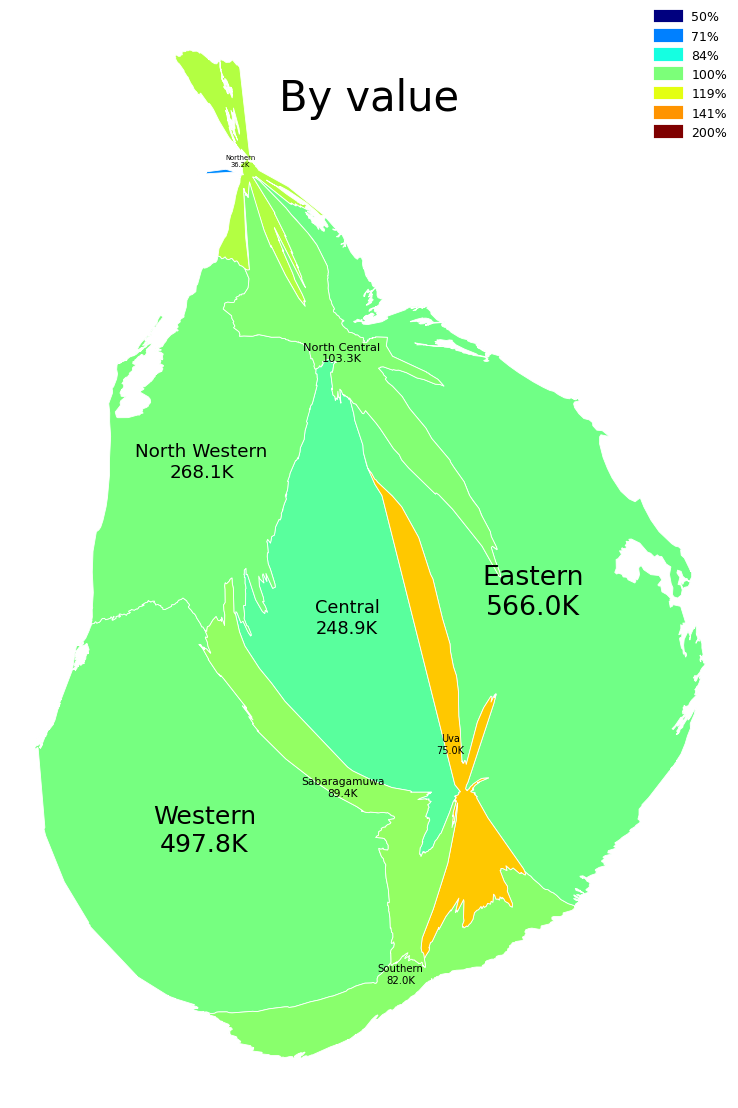 50%
71%
84%
100%
119%
141%
200%
By value
Northern
36.2K
North Central
103.3K
North Western
268.1K
Eastern
566.0K
Central
248.9K
Uva
75.0K
Sabaragamuwa
89.4K
Western
497.8K
Southern
82.0K